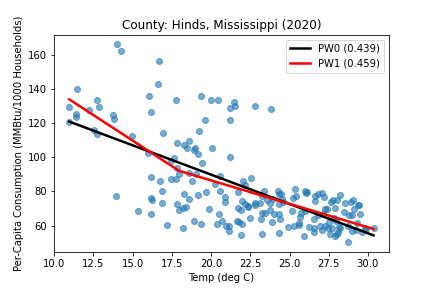 County: Hinds, Mississippi (2020)
Per-Capita Consumption (MMBtu/1000 Households)
160
140
120
100
80
60
PW0 (0.439)
PW1 (0.459)
10.0 12.5 15.0 17.5 20.0 22.5 25.0 27.5 30.0
Temp (deg C)